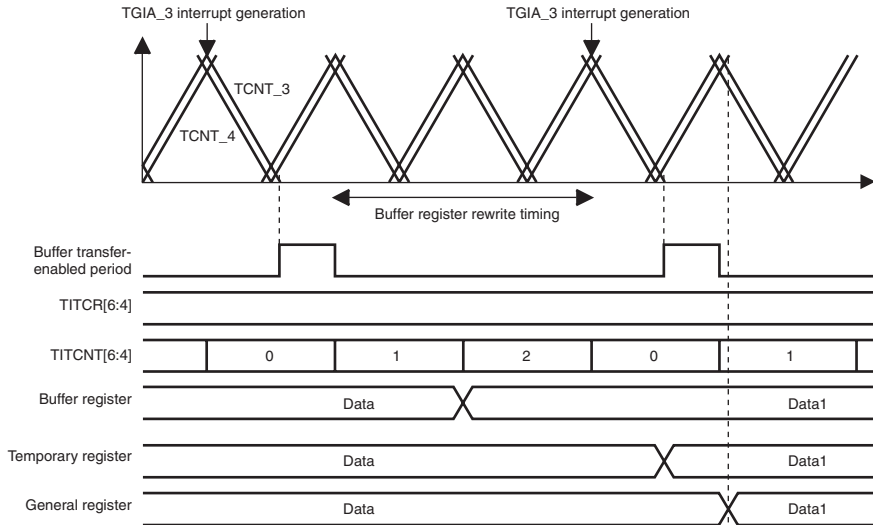 TGIA_3 interrupt generation
TGIA_3 interrupt generation
TCNT_3
TCNT_4
Buffer register rewrite timing
Buffer transfer-
enabled period
TITCR[6:4]
TITCNT[6:4]
0
1
2
0
1
Buffer register
Data
Data1
Temporary register
Data
Data1
General register
Data
Data1